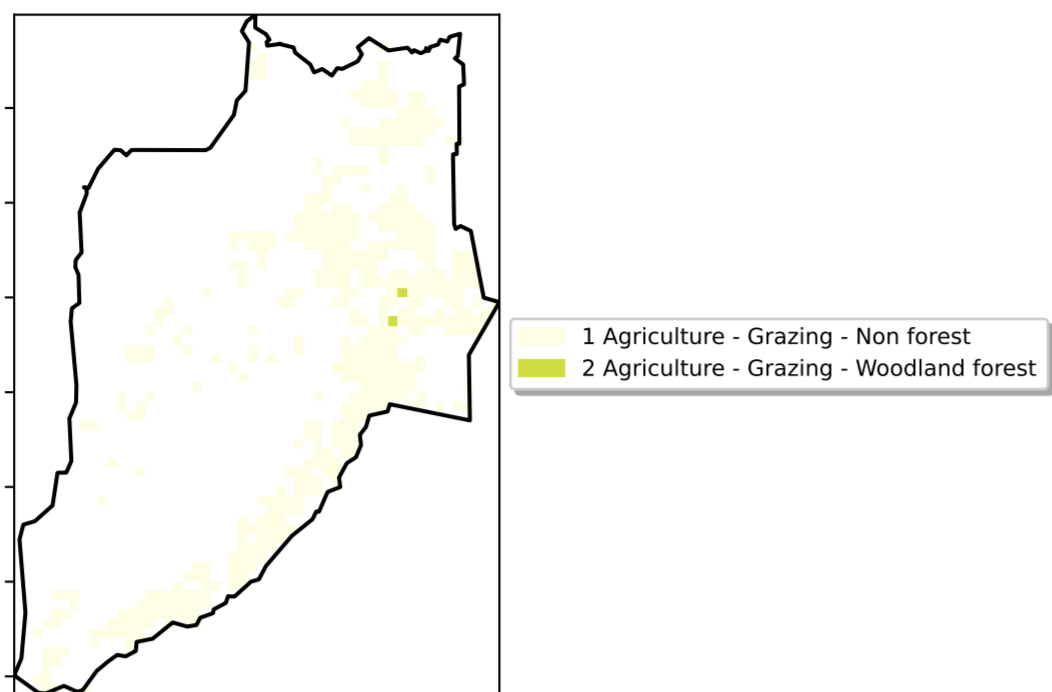 1 Agriculture - Grazing - Non forest
2 Agriculture - Grazing - Woodland forest